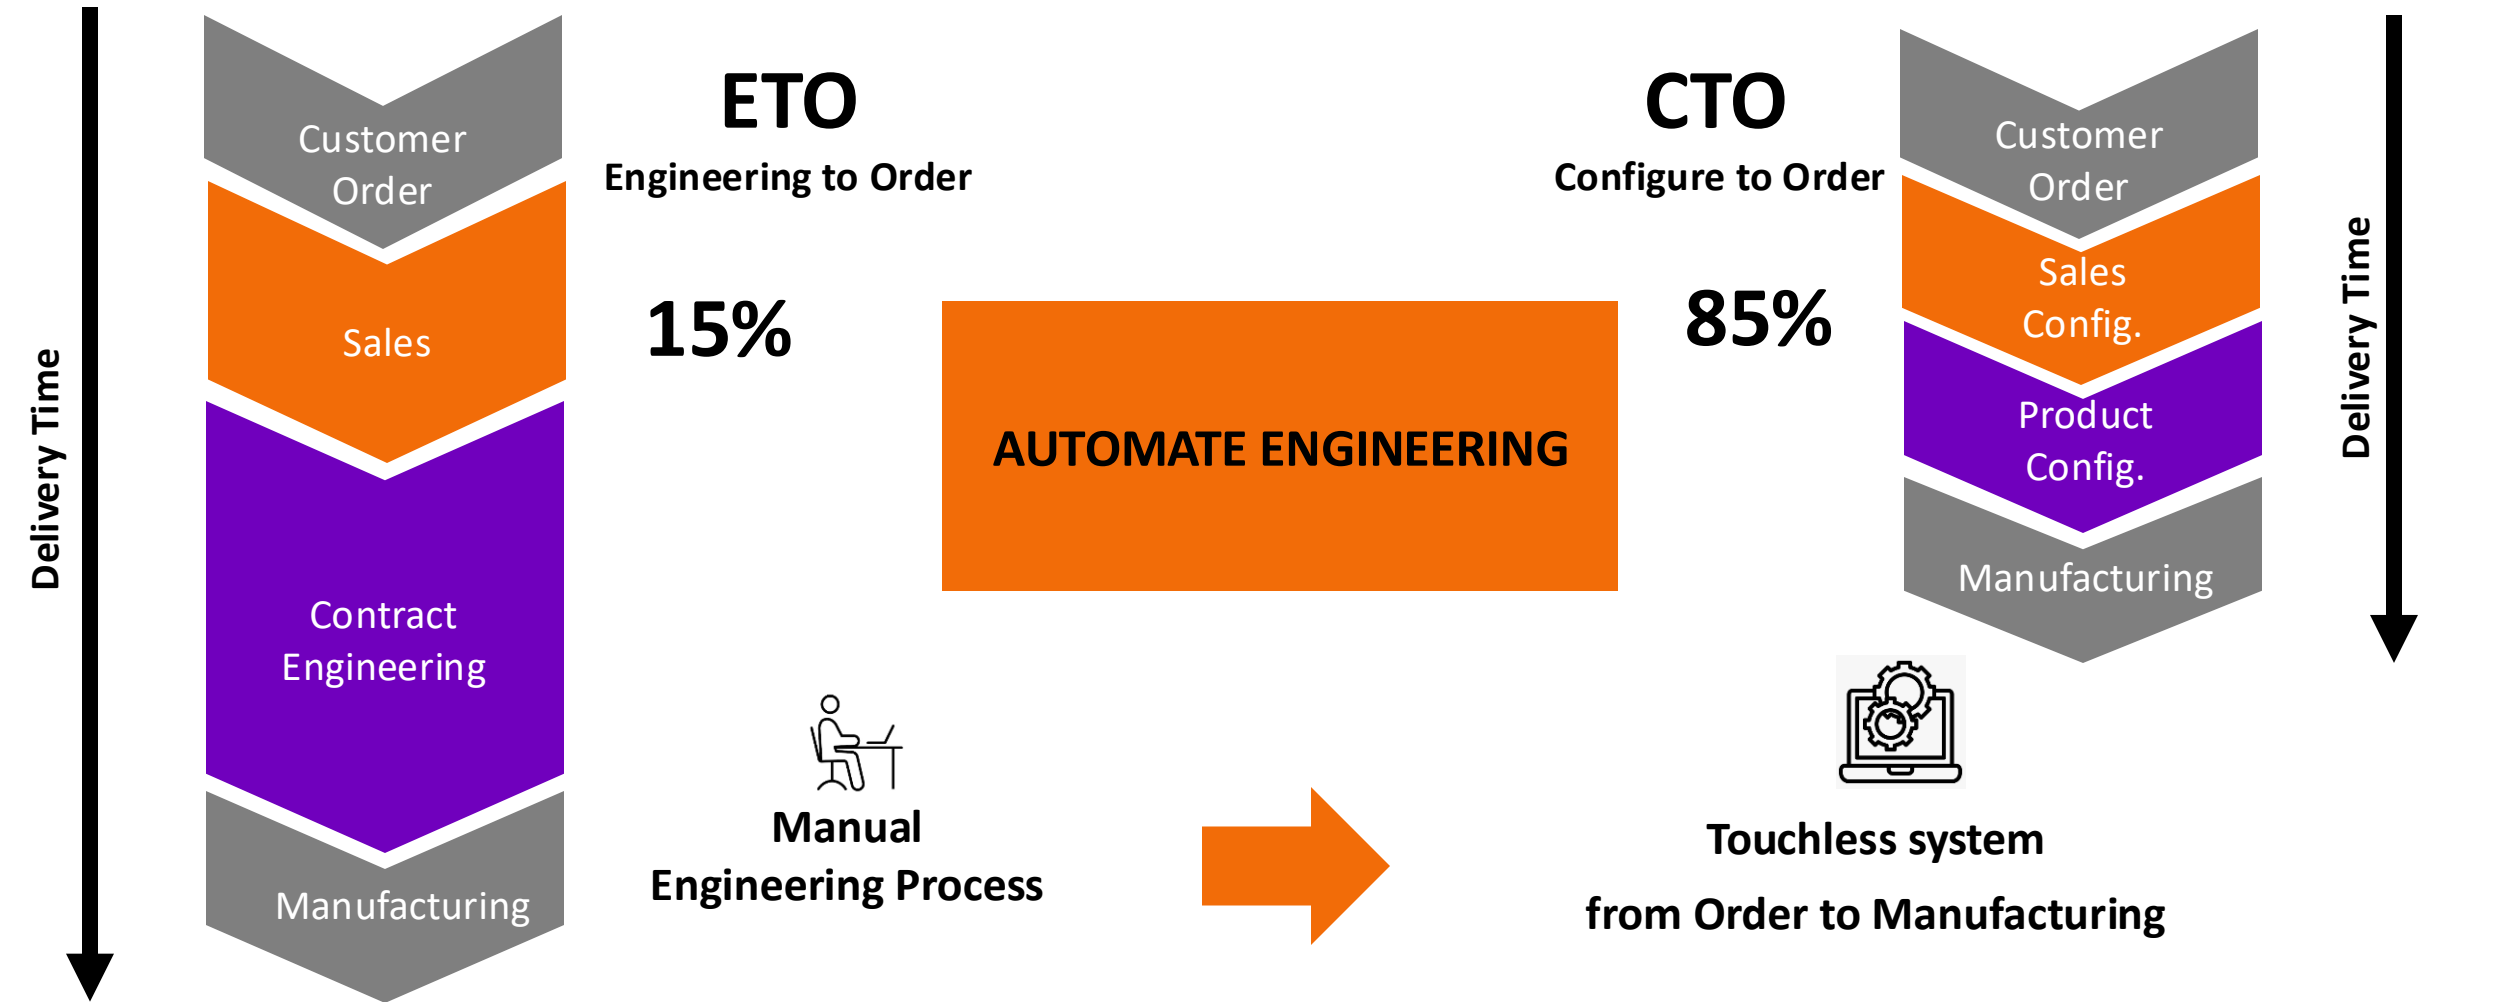 Delivery Time
Customer
Order
Sales
Contract
Engineering
Manufacturing
ETO
Engineering to Order
15%
Manual
Engineering Process
AUTOMATE ENGINEERING
CTO
Configure to Order
85%
Touchless system
from Order to Manufacturing
Customer
Order
Sales
Config.
Product
Config.
Manufacturing
Delivery Time